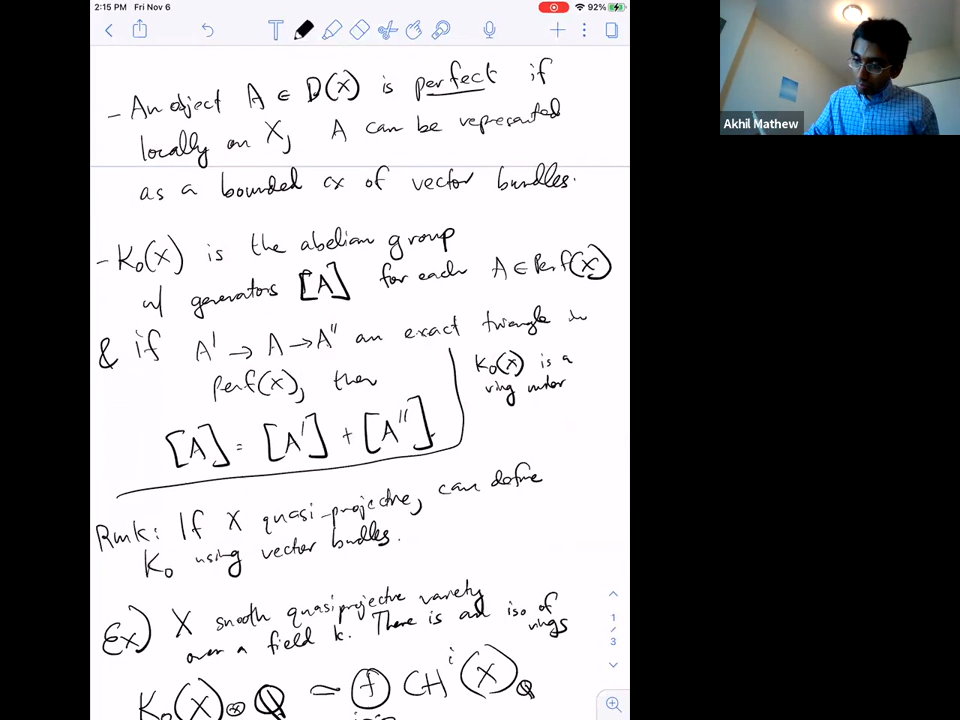 2:15 PM Fri Nov 6
92%
- An object A ∈ D(X) is perfect if
locally on X, A can be represented
as a bounded cx of vector bundles.
- K₀(X) is the abelian group
w/ generators [A] for each A ∈ Perf(X)
& if A' → A → A'' an exact triangle in
Perf(X), then
[A] = [A'] + [A'']
K₀(X) is a
ring under
Rmk: If X quasi-projective, can define
K₀ using vector bundles.
Ex) X smooth quasiprojective variety
over a field k. There is an iso of
rings
K₀(X) ⊗ Q ≃ ⊕ CHⁱ(X)_Q
1
/
3
Akhil Mathew